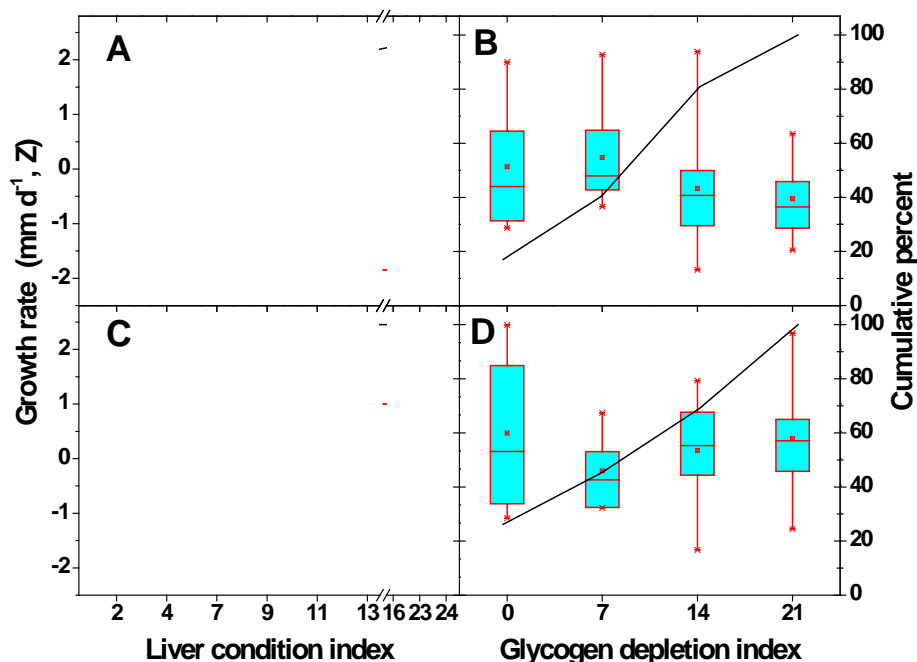 A
B
2
1
0
-1
-2
100
80
60
40
20
0
C
D
2
1
0
-1
-2
100
80
60
40
20
0
Growth rate (mm d⁻¹, Z)
Cumulative percent
2 4 7 9 11 13 16 23 24
0 7 14 21
Liver condition index
Glycogen depletion index